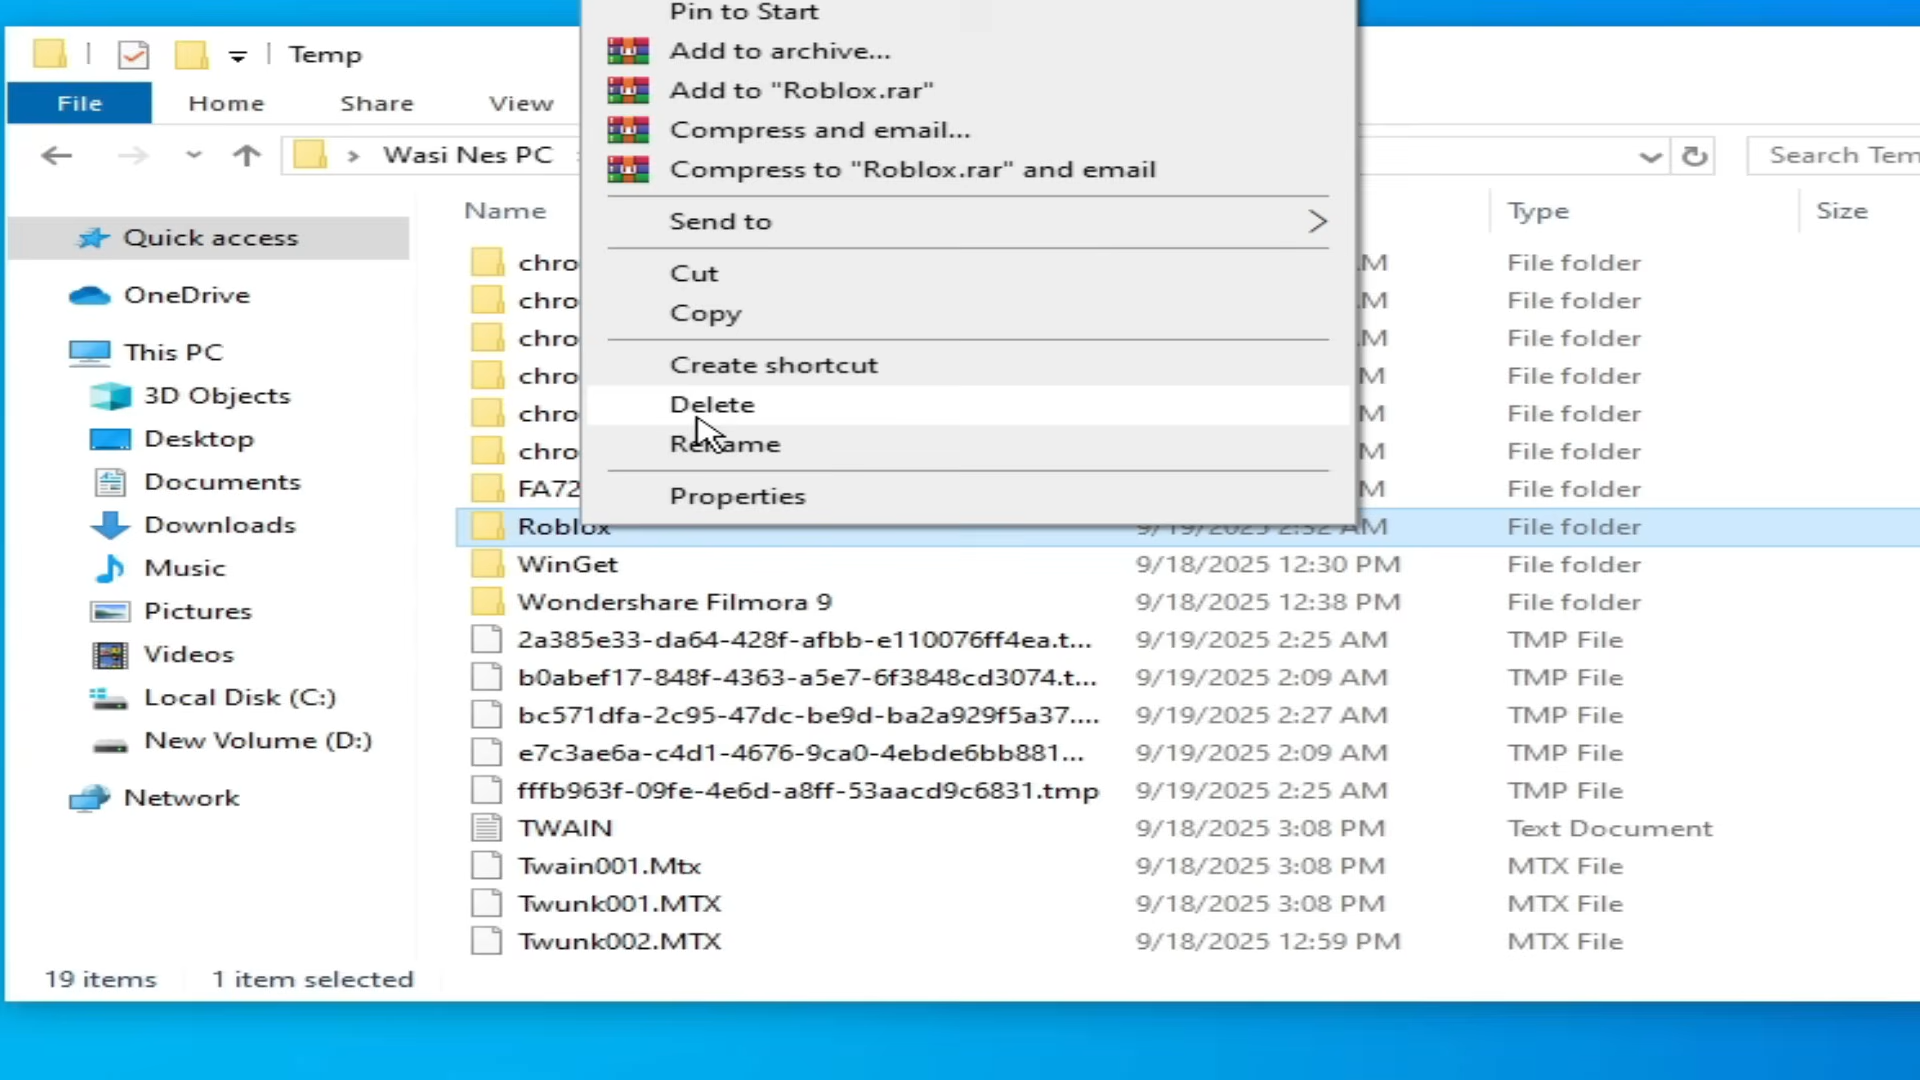 Pin to Start
Temp
Add to archive...
Add to "Roblox.rar"
File Home Share View
Compress and email...
Wasi Nes PC
Search Tem
Compress to "Roblox.rar" and email
Name Type Size
Send to
Quick access
chro M File folder
Cut
OneDrive
chro M File folder
Copy
This PC
chro M File folder
Create shortcut
3D Objects
chro M File folder
Delete
Desktop
chro M File folder
Rename
chro M File folder
Documents
FA72 M File folder
Properties
Downloads
Roblox 9/19/2025 2:52 AM File folder
Music
WinGet 9/18/2025 12:30 PM File folder
Pictures
Wondershare Filmora 9 9/18/2025 12:38 PM File folder
2a385e33-da64-428f-afbb-e110076ff4ea.t... 9/19/2025 2:25 AM TMP File
Videos
b0abef17-848f-4363-a5e7-6f3848cd3074.t... 9/19/2025 2:09 AM TMP File
Local Disk (C:)
bc571dfa-2c95-47dc-be9d-ba2a929f5a37.... 9/19/2025 2:27 AM TMP File
New Volume (D:)
e7c3ae6a-c4d1-4676-9ca0-4ebde6bb881... 9/19/2025 2:09 AM TMP File
Network
fffb963f-09fe-4e6d-a8ff-53aacd9c6831.tmp 9/19/2025 2:25 AM TMP File
TWAIN 9/18/2025 3:08 PM Text Document
Twain001.Mtx 9/18/2025 3:08 PM MTX File
Twunk001.MTX 9/18/2025 3:08 PM MTX File
Twunk002.MTX 9/18/2025 12:59 PM MTX File
19 items 1 item selected